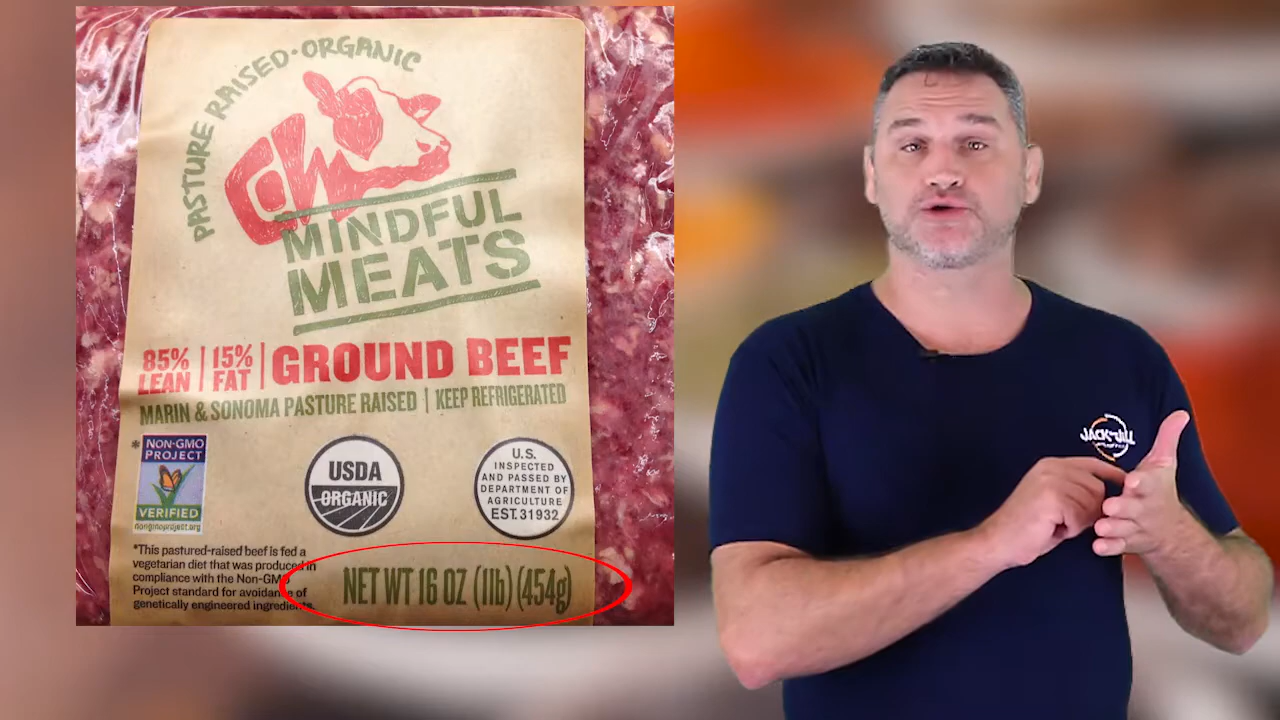 PASTURE RAISED · ORGANIC
MINDFUL
MEATS
85% LEAN | 15% FAT | GROUND BEEF
MARIN & SONOMA PASTURE RAISED | KEEP REFRIGERATED
*
NON-GMO
PROJECT
VERIFIED
nongmoproject.org
USDA
ORGANIC
U.S.
INSPECTED
AND PASSED BY
DEPARTMENT OF
AGRICULTURE
EST. 31932
*This pastured-raised beef is fed a
vegetarian diet that was produced in
compliance with the Non-GMO
Project standard for avoidance of
genetically engineered ingredients.
NET WT 16 OZ (1lb) (454g)